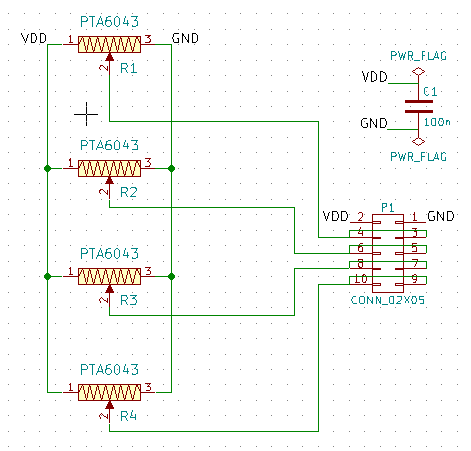 PTA6043
VDD 1 3 GND
2 R1
PWR_FLAG
VDD
C1
100n
GND
PWR_FLAG
PTA6043
1 3
2 R2
P1
VDD 2 1 GND
4 3
6 5
8 7
10 9
CONN_02X05
PTA6043
1 3
2 R3
PTA6043
1 3
2 R4